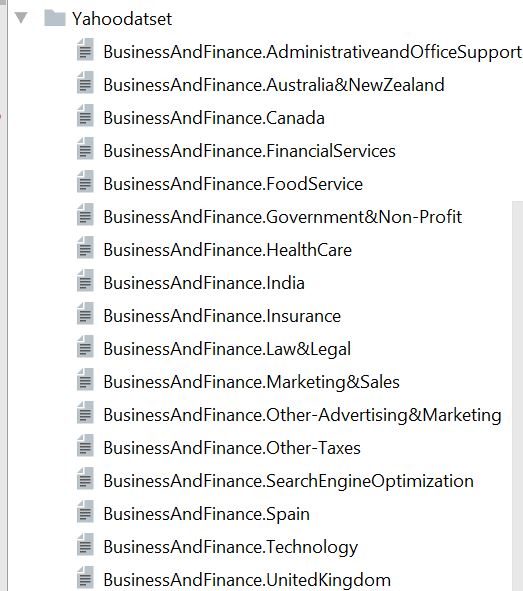 Yahoodatset
BusinessAndFinance.AdministrativeandOfficeSupport
BusinessAndFinance.Australia&NewZealand
BusinessAndFinance.Canada
BusinessAndFinance.FinancialServices
BusinessAndFinance.FoodService
BusinessAndFinance.Government&Non-Profit
BusinessAndFinance.HealthCare
BusinessAndFinance.India
BusinessAndFinance.Insurance
BusinessAndFinance.Law&Legal
BusinessAndFinance.Marketing&Sales
BusinessAndFinance.Other-Advertising&Marketing
BusinessAndFinance.Other-Taxes
BusinessAndFinance.SearchEngineOptimization
BusinessAndFinance.Spain
BusinessAndFinance.Technology
BusinessAndFinance.UnitedKingdom